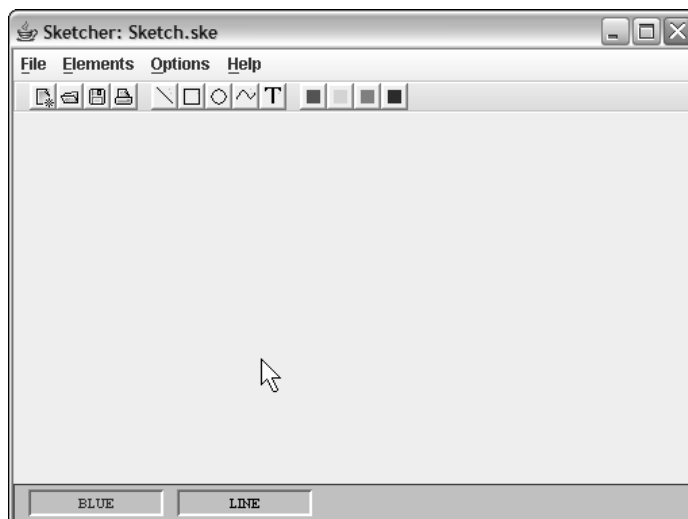 Sketcher: Sketch.ske
File Elements Options Help
T
BLUE LINE